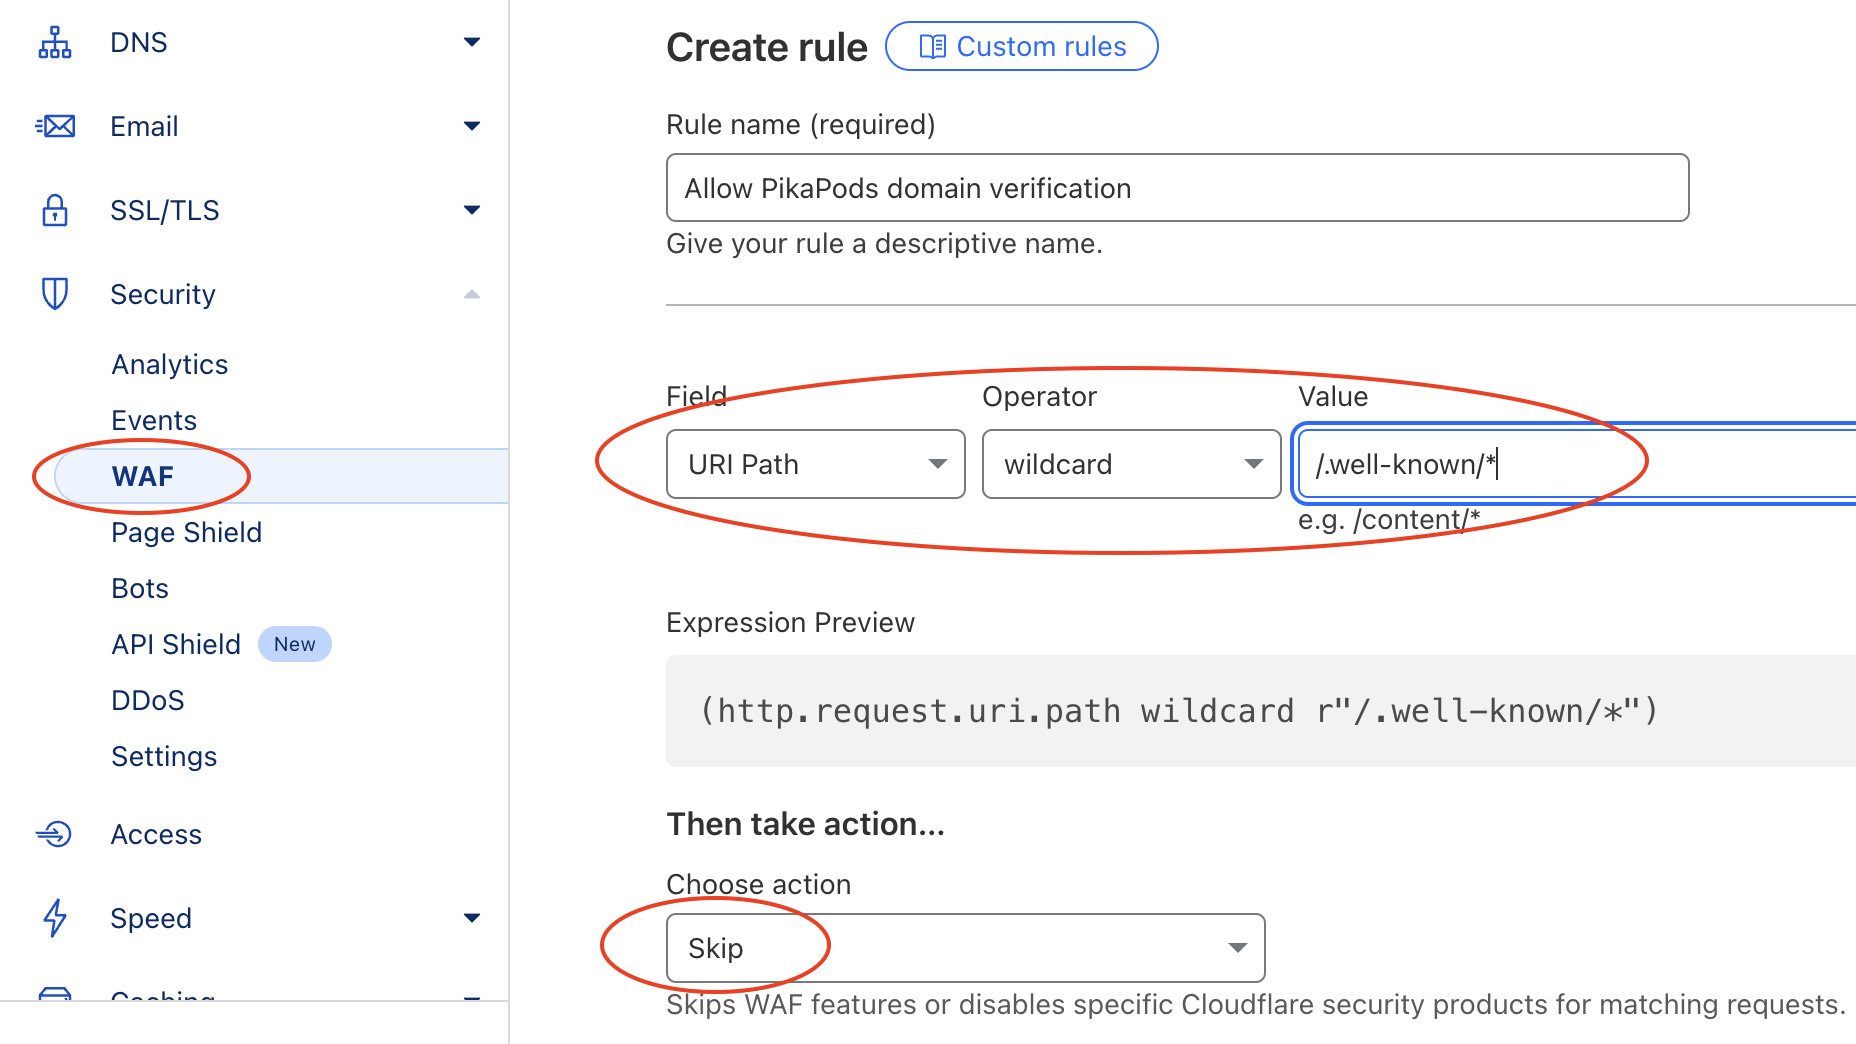 DNS
Email
SSL/TLS
Security
Analytics
Events
WAF
Page Shield
Bots
API Shield New
DDoS
Settings
Access
Speed
Caching
Create rule Custom rules
Rule name (required)
Allow PikaPods domain verification
Give your rule a descriptive name.
Field Operator Value
URI Path wildcard /.well-known/*
e.g. /content/*
Expression Preview
(http.request.uri.path wildcard r"/.well-known/*")
Then take action...
Choose action
Skip
Skips WAF features or disables specific Cloudflare security products for matching requests.